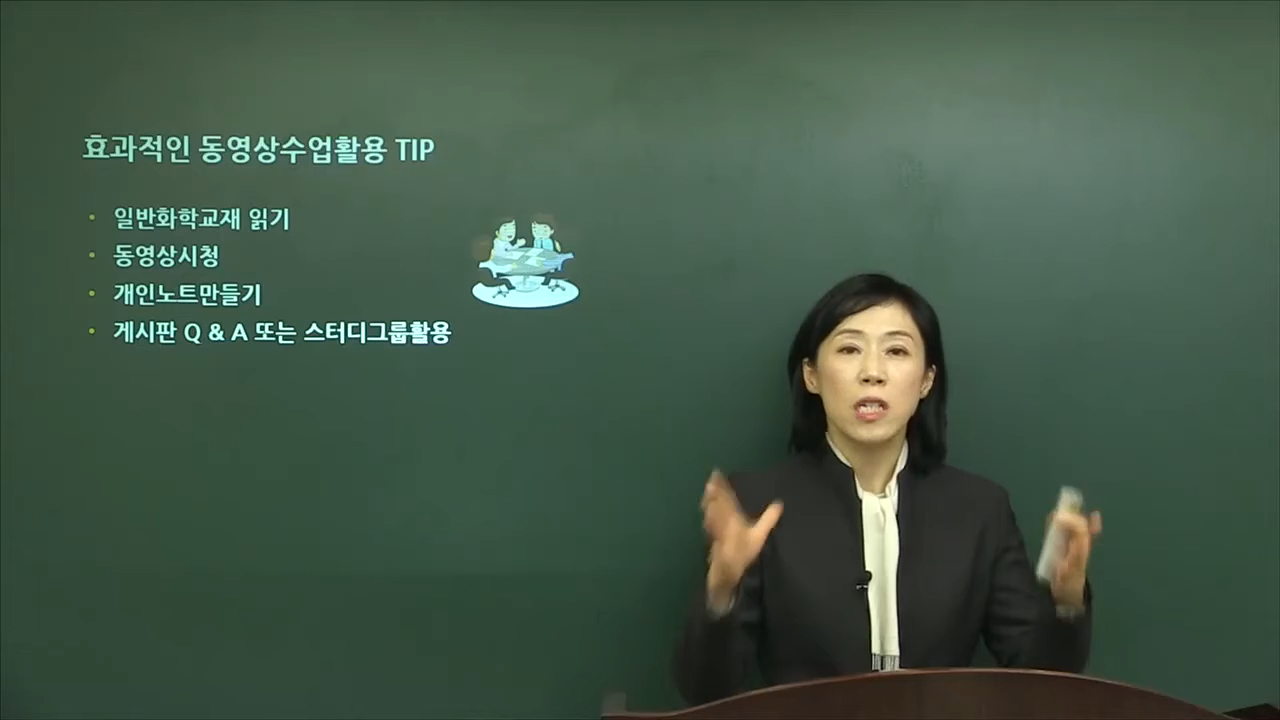 효과적인 동영상수업활용 TIP
• 일반화학교재 읽기
• 동영상시청
• 개인노트만들기
• 게시판 Q & A 또는 스터디그룹활용